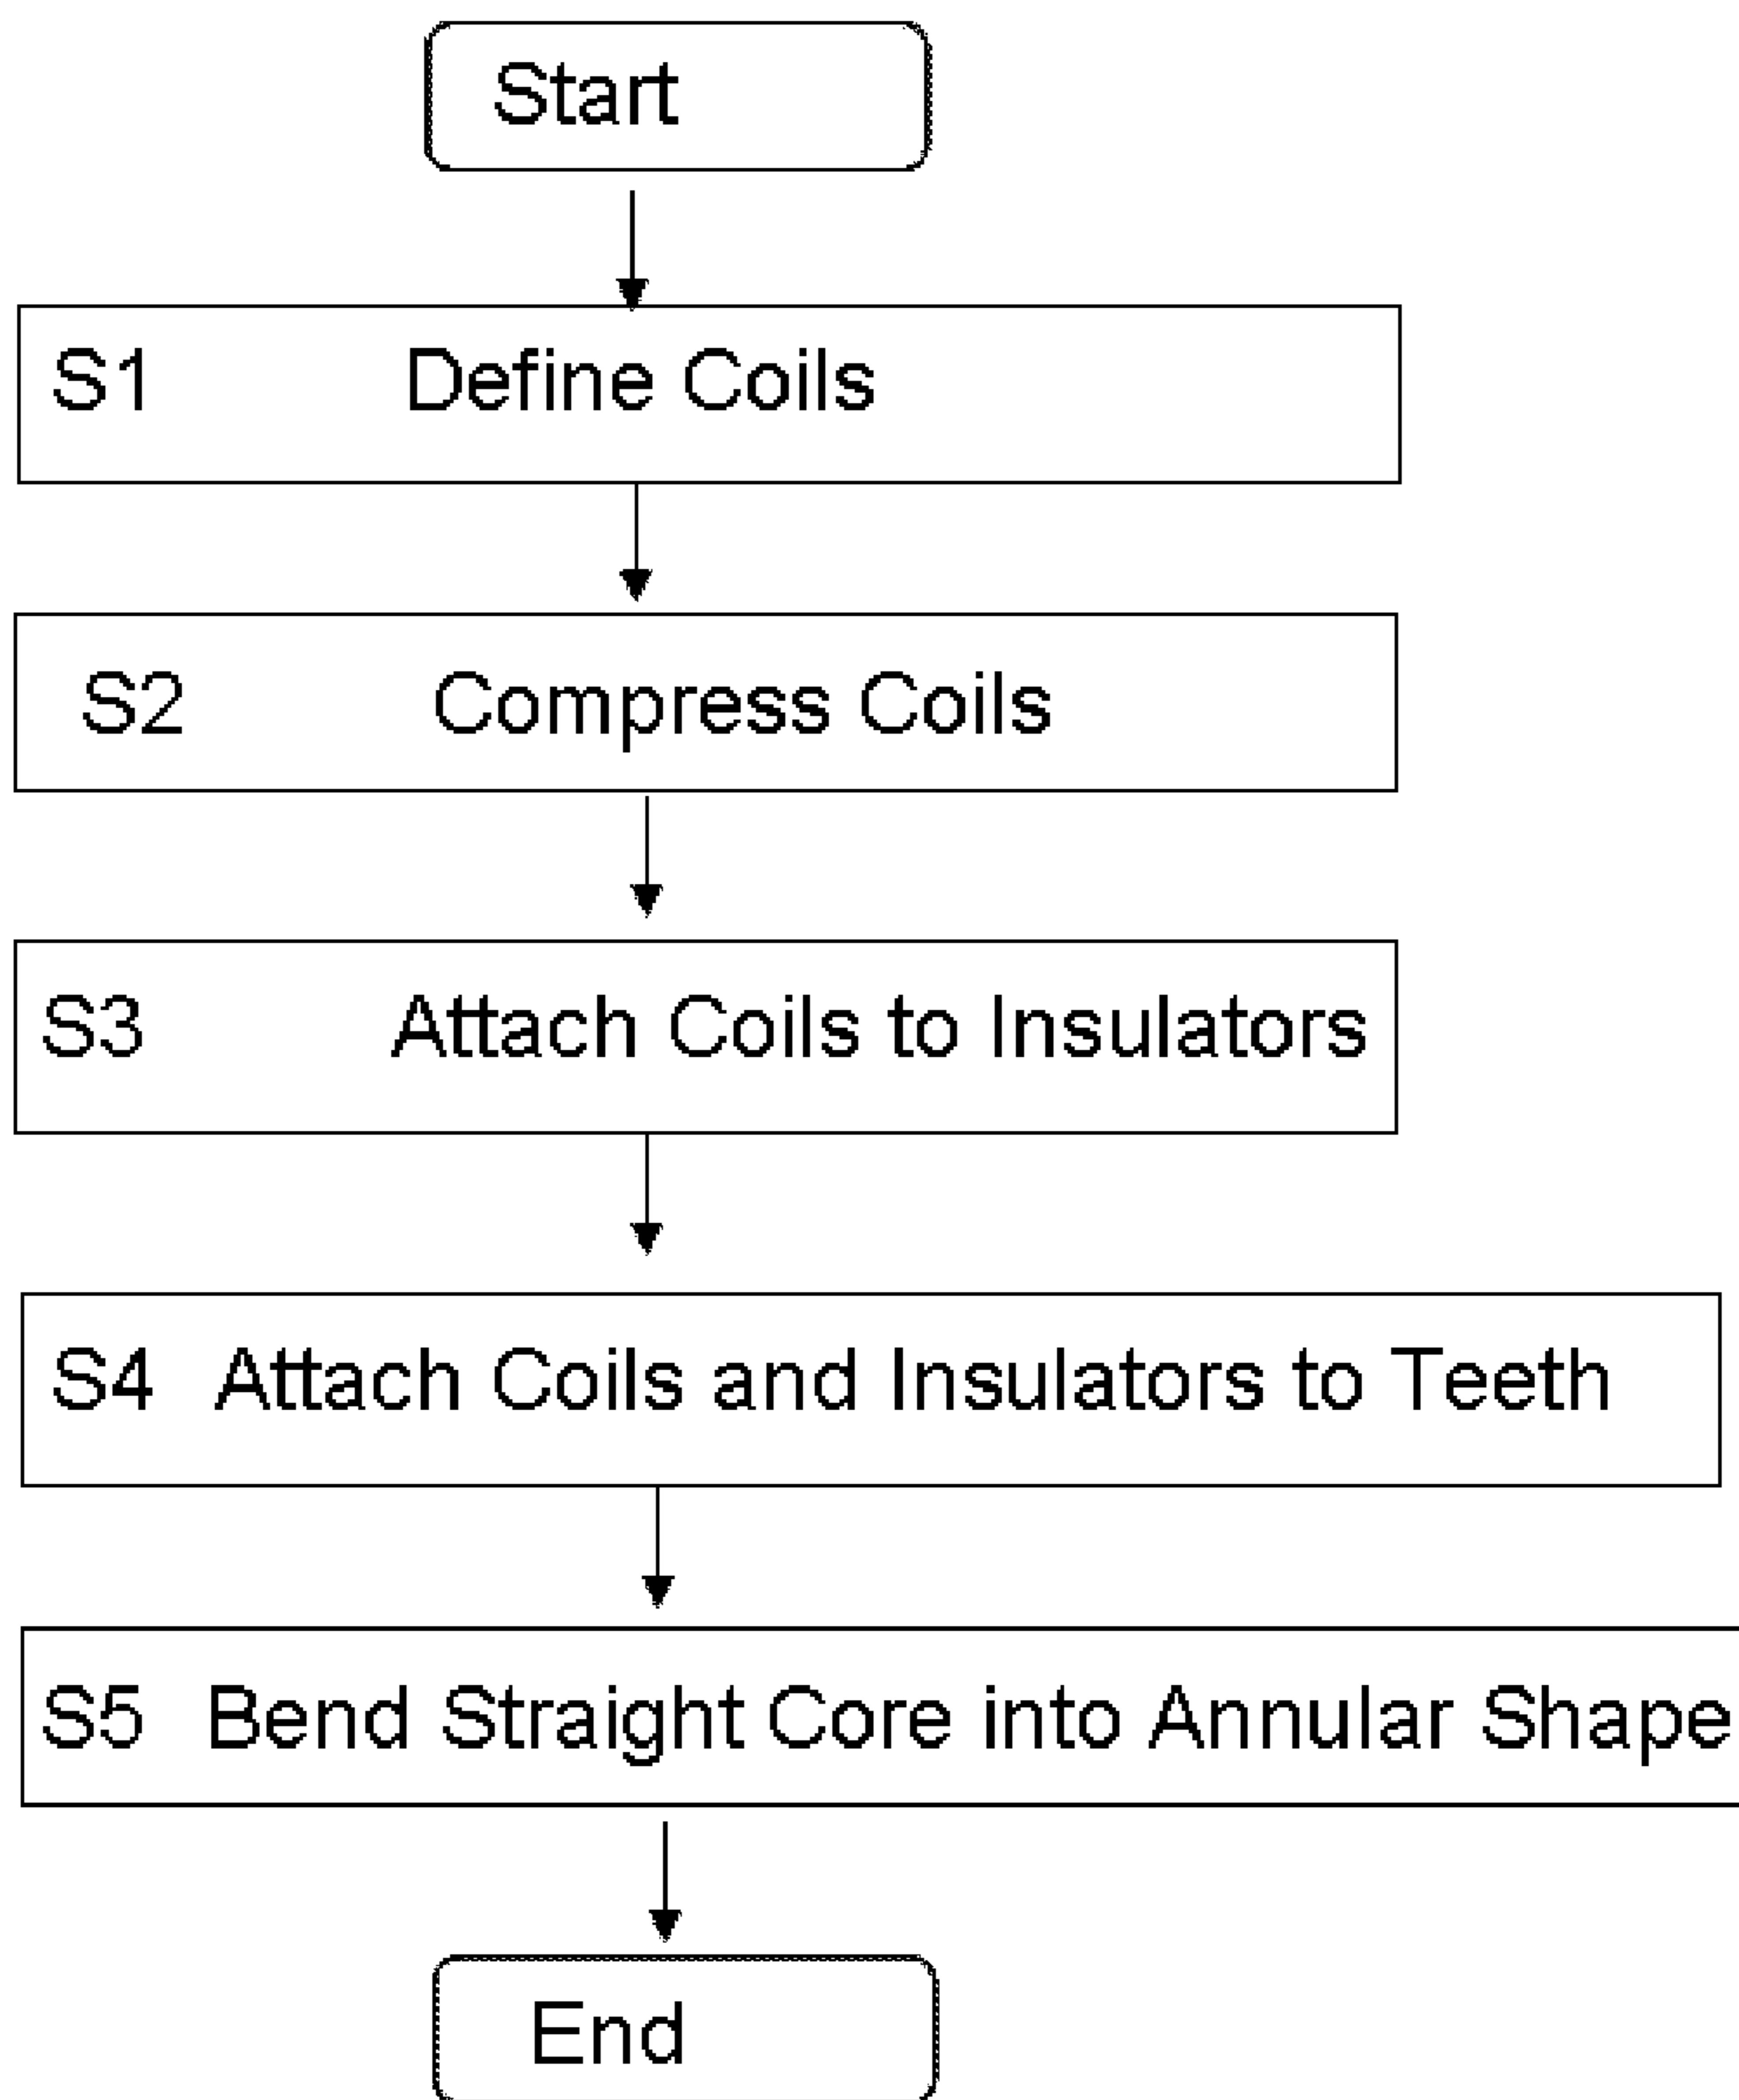 Start
S1 Define Coils
S2 Compress Coils
S3 Attach Coils to Insulators
S4 Attach Coils and Insulators to Teeth
S5 Bend Straight Core into Annular Shape
End